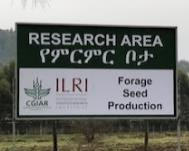 RESEARCH AREA
የምርምር ቦታ
CGIAR
ILRI
Forage
Seed
Production